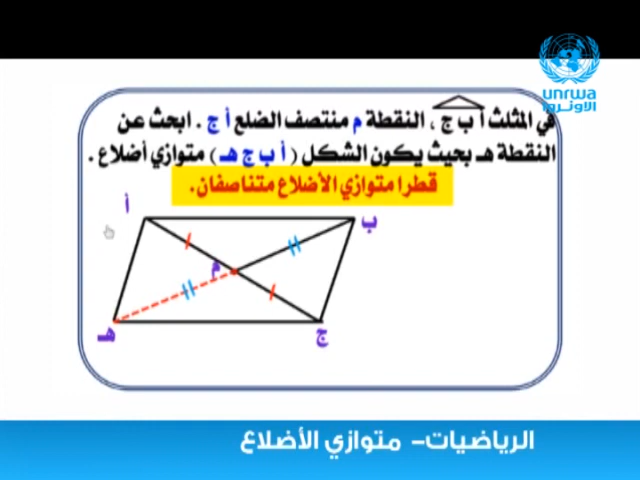 unrwa
الاونروا
في المثلث أ ب ج ، النقطة م منتصف الضلع أ ج . ابحث عن
النقطة هـ بحيث يكون الشكل ( أ ب ج هـ ) متوازي أضلاع .
قطرا متوازي الأضلاع متناصفان.
أ
ب
م
هـ
ج
الرياضيات- متوازي الأضلاع